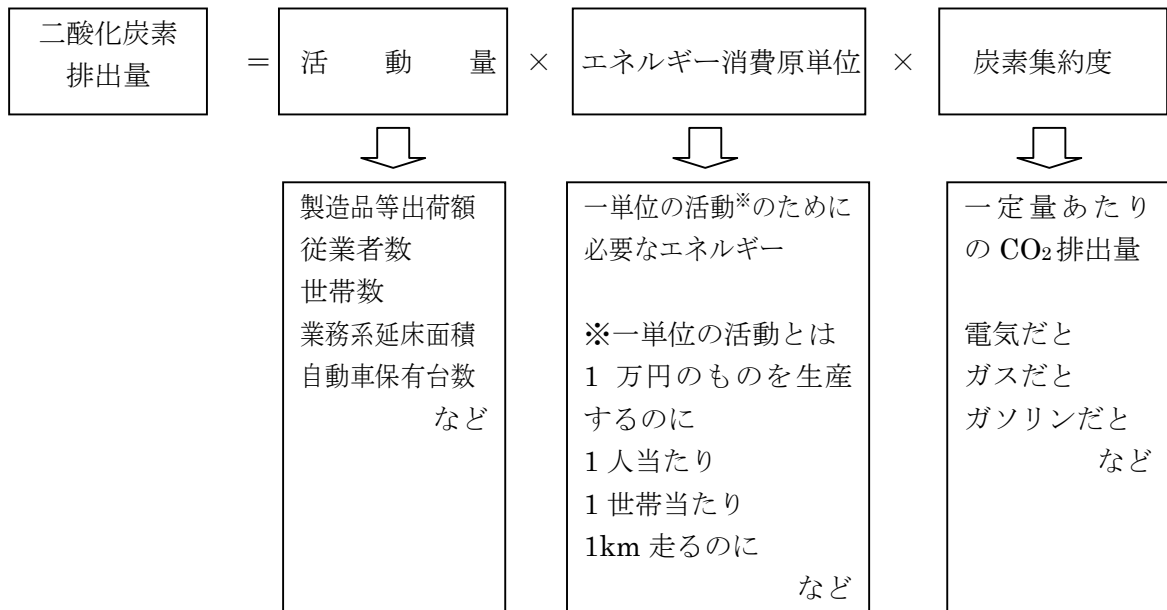 二酸化炭素
排出量
＝
活動量
×
エネルギー消費原単位
×
炭素集約度
製造品等出荷額
従業者数
世帯数
業務系延床面積
自動車保有台数
など
一単位の活動※のために
必要なエネルギー
※一単位の活動とは
1 万円のものを生産
するのに
1 人当たり
1 世帯当たり
1km 走るのに
など
一定量あたり
の CO₂ 排出量
電気だと
ガスだと
ガソリンだと
など